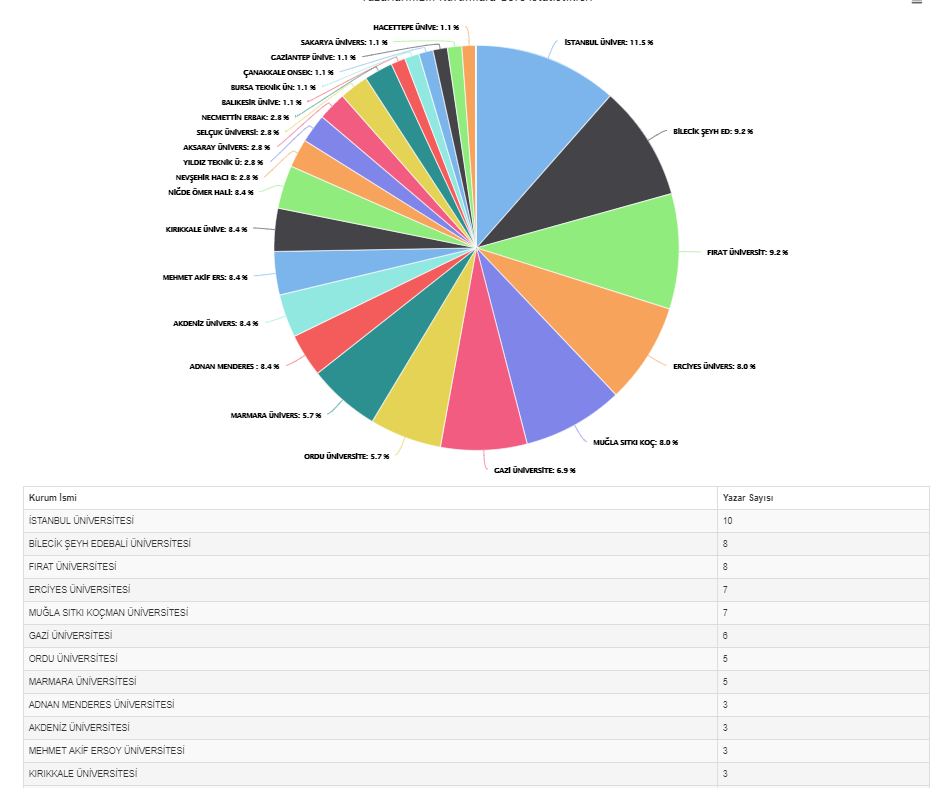 HACETTEPE ÜNİVE: 1.1 %
SAKARYA ÜNİVERS: 1.1 %
GAZİANTEP ÜNİVE: 1.1 %
ÇANAKKALE ONSEK: 1.1 %
BURSA TEKNİK ÜN: 1.1 %
BALIKESİR ÜNİVE: 1.1 %
NECMETTİN ERBAK: 2.8 %
SELÇUK ÜNİVERSİ: 2.8 %
AKSARAY ÜNİVERS: 2.8 %
YILDIZ TEKNİK Ü: 2.8 %
NEVŞEHİR HACI B: 2.8 %
NİĞDE ÖMER HALİ: 8.4 %
KIRIKKALE ÜNİVE: 8.4 %
MEHMET AKİF ERS: 8.4 %
AKDENİZ ÜNİVERS: 8.4 %
ADNAN MENDERES : 8.4 %
MARMARA ÜNİVERS: 5.7 %
ORDU ÜNİVERSİTE: 5.7 %
İSTANBUL ÜNİVER: 11.5 %
BİLECİK ŞEYH ED: 9.2 %
FIRAT ÜNİVERSİT: 9.2 %
ERCİYES ÜNİVERS: 8.0 %
MUĞLA SITKI KOÇ: 8.0 %
GAZİ ÜNİVERSİTE: 6.9 %
Kurum İsmi Yazar Sayısı
İSTANBUL ÜNİVERSİTESİ 10
BİLECİK ŞEYH EDEBALİ ÜNİVERSİTESİ 8
FIRAT ÜNİVERSİTESİ 8
ERCİYES ÜNİVERSİTESİ 7
MUĞLA SITKI KOÇMAN ÜNİVERSİTESİ 7
GAZİ ÜNİVERSİTESİ 6
ORDU ÜNİVERSİTESİ 5
MARMARA ÜNİVERSİTESİ 5
ADNAN MENDERES ÜNİVERSİTESİ 3
AKDENİZ ÜNİVERSİTESİ 3
MEHMET AKİF ERSOY ÜNİVERSİTESİ 3
KIRIKKALE ÜNİVERSİTESİ 3